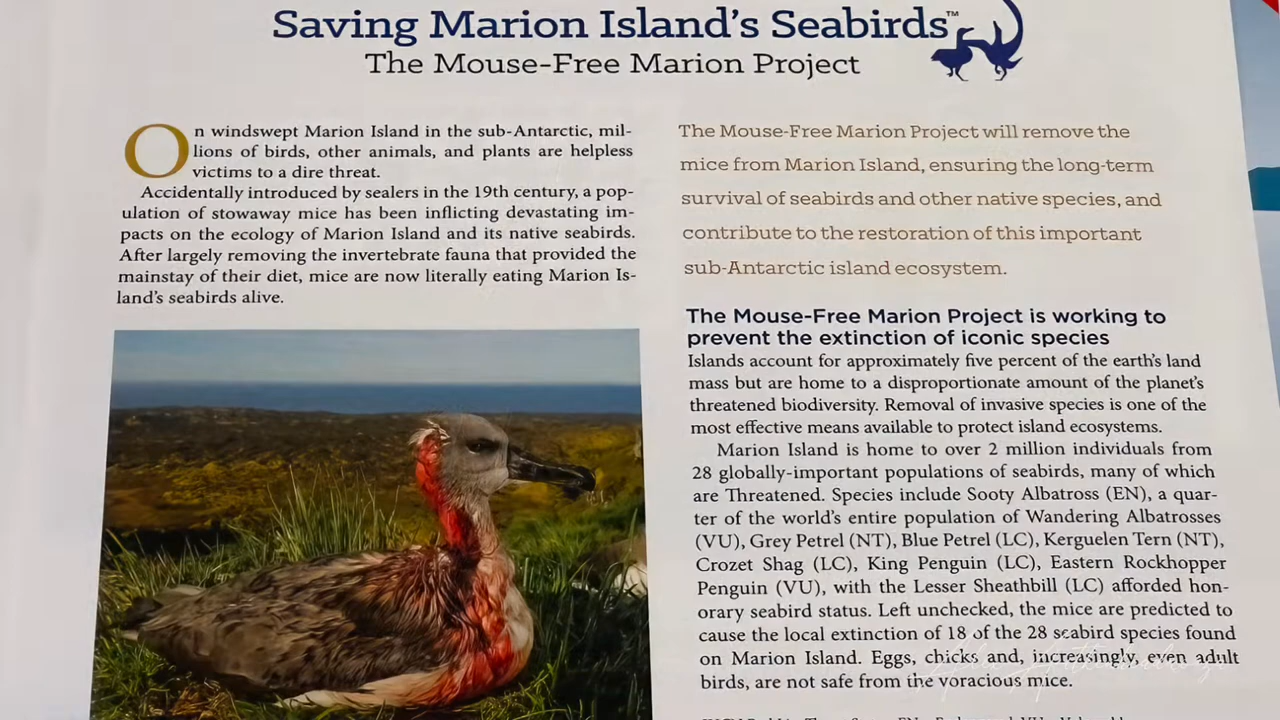 Saving Marion Island's Seabirds™
The Mouse-Free Marion Project
On windswept Marion Island in the sub-Antarctic, mil-
lions of birds, other animals, and plants are helpless
victims to a dire threat.
Accidentally introduced by sealers in the 19th century, a pop-
ulation of stowaway mice has been inflicting devastating im-
pacts on the ecology of Marion Island and its native seabirds.
After largely removing the invertebrate fauna that provided the
mainstay of their diet, mice are now literally eating Marion Is-
land's seabirds alive.
The Mouse-Free Marion Project will remove the
mice from Marion Island, ensuring the long-term
survival of seabirds and other native species, and
contribute to the restoration of this important
sub-Antarctic island ecosystem.
The Mouse-Free Marion Project is working to
prevent the extinction of iconic species
Islands account for approximately five percent of the earth's land
mass but are home to a disproportionate amount of the planet's
threatened biodiversity. Removal of invasive species is one of the
most effective means available to protect island ecosystems.
Marion Island is home to over 2 million individuals from
28 globally-important populations of seabirds, many of which
are Threatened. Species include Sooty Albatross (EN), a quar-
ter of the world's entire population of Wandering Albatrosses
(VU), Grey Petrel (NT), Blue Petrel (LC), Kerguelen Tern (NT),
Crozet Shag (LC), King Penguin (LC), Eastern Rockhopper
Penguin (VU), with the Lesser Sheathbill (LC) afforded hon-
orary seabird status. Left unchecked, the mice are predicted to
cause the local extinction of 18 of the 28 seabird species found
on Marion Island. Eggs, chicks and, increasingly, even adult
birds, are not safe from the voracious mice.